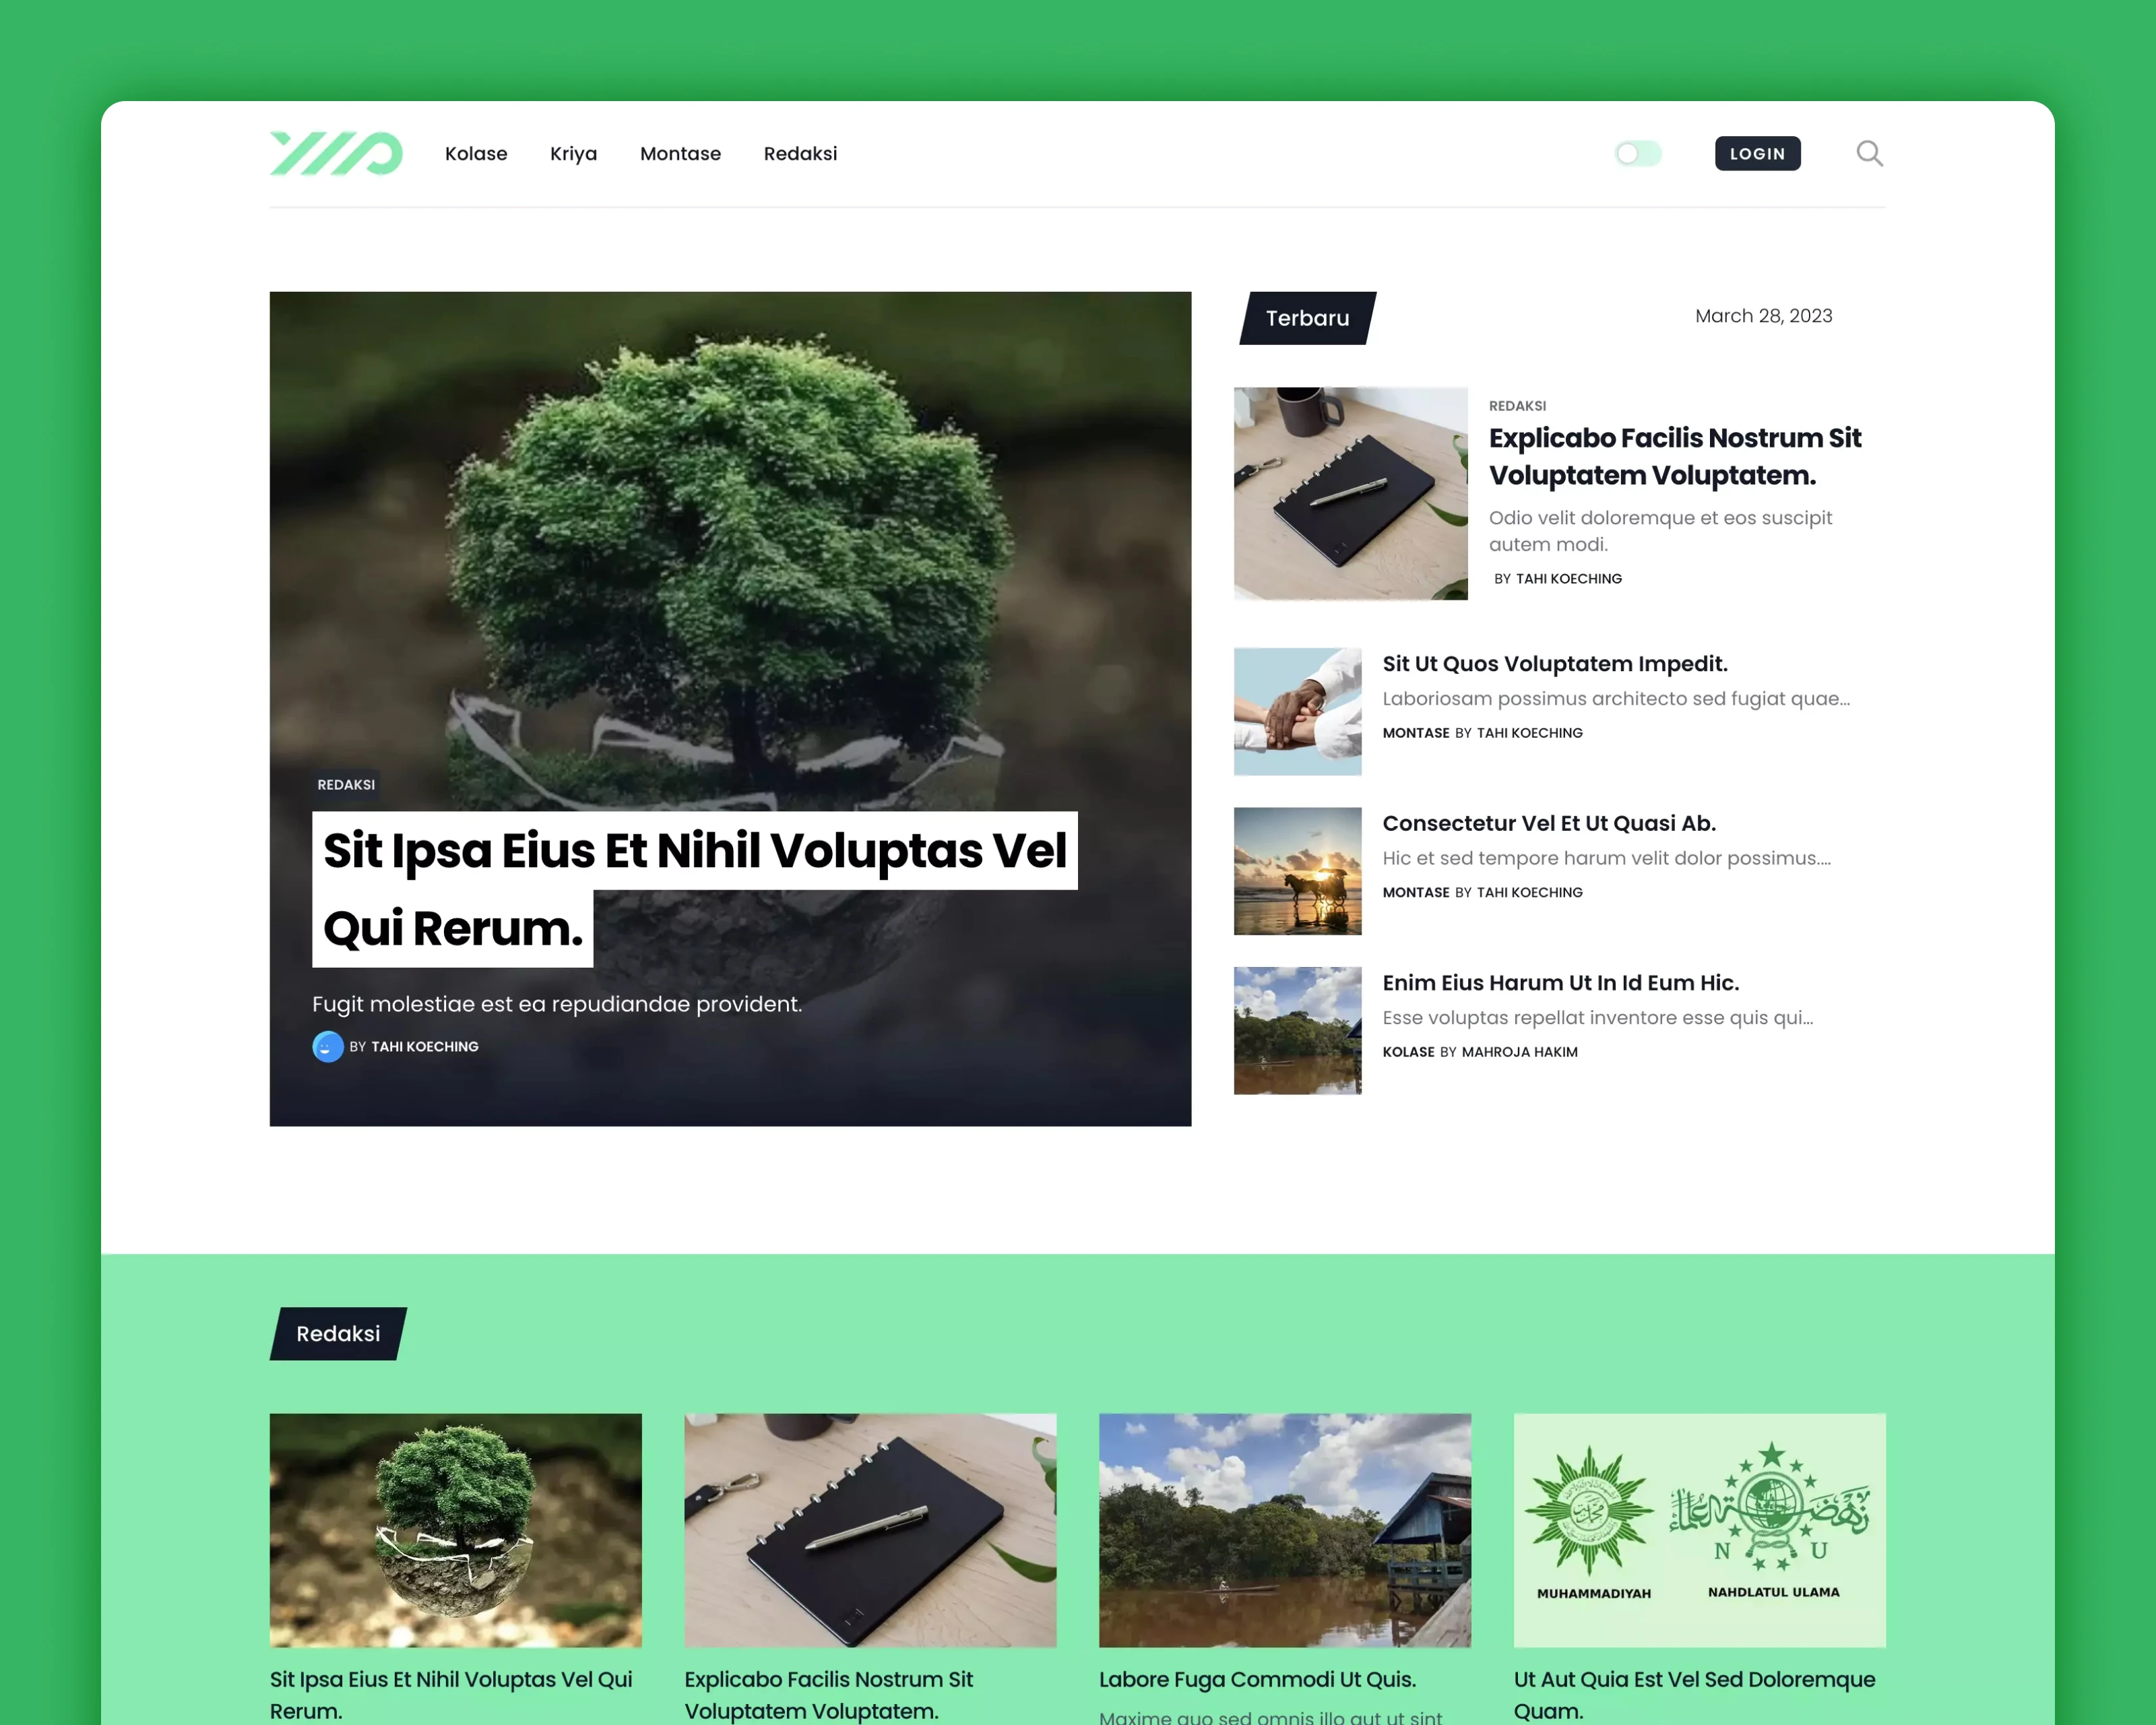 Kolase Kriya Montase Redaksi LOGIN
REDAKSI
Sit Ipsa Eius Et Nihil Voluptas Vel
Qui Rerum.
Fugit molestiae est ea repudiandae provident.
BY TAHI KOECHING
Terbaru
March 28, 2023
REDAKSI
Explicabo Facilis Nostrum Sit
Voluptatem Voluptatem.
Odio velit doloremque et eos suscipit
autem modi.
BY TAHI KOECHING
Sit Ut Quos Voluptatem Impedit.
Laboriosam possimus architecto sed fugiat quae...
MONTASE BY TAHI KOECHING
Consectetur Vel Et Ut Quasi Ab.
Hic et sed tempore harum velit dolor possimus....
MONTASE BY TAHI KOECHING
Enim Eius Harum Ut In Id Eum Hic.
Esse voluptas repellat inventore esse quis qui...
KOLASE BY MAHROJA HAKIM
Redaksi
Sit Ipsa Eius Et Nihil Voluptas Vel Qui
Rerum.
Explicabo Facilis Nostrum Sit
Voluptatem Voluptatem.
Labore Fuga Commodi Ut Quis.
Maxime quo sed omnis illo aut ut sint
نهضة العلماء
N U
MUHAMMADIYAH
NAHDLATUL ULAMA
Ut Aut Quia Est Vel Sed Doloremque
Quam.